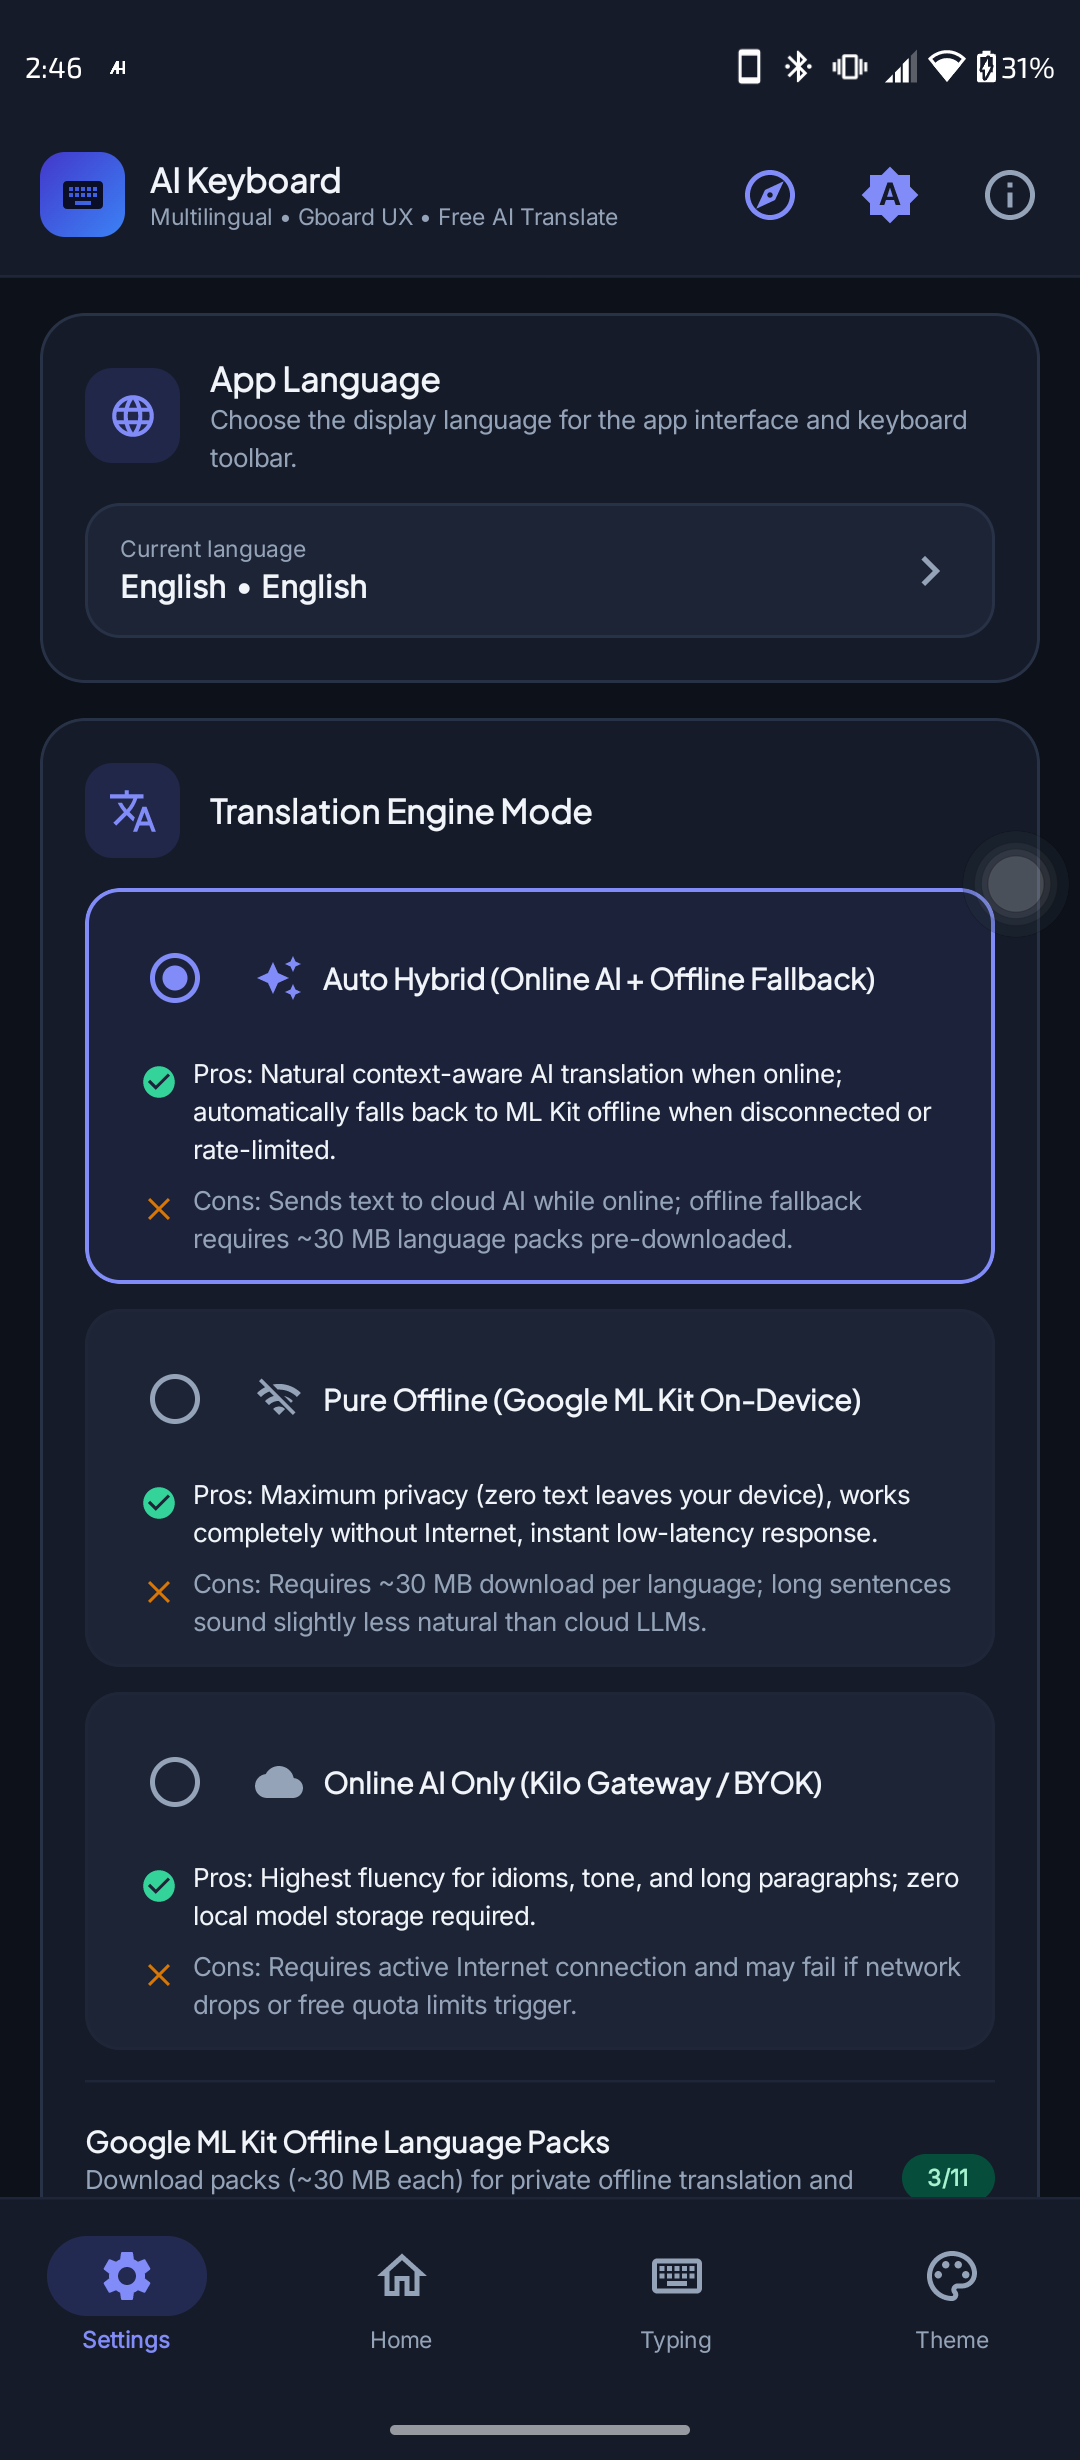 2:46
31%
AI Keyboard
Multilingual • Gboard UX • Free AI Translate
A
App Language
Choose the display language for the app interface and keyboard
toolbar.
Current language
English • English
Translation Engine Mode
Auto Hybrid (Online AI + Offline Fallback)
Pros: Natural context-aware AI translation when online;
automatically falls back to ML Kit offline when disconnected or
rate-limited.
Cons: Sends text to cloud AI while online; offline fallback
requires ~30 MB language packs pre-downloaded.
Pure Offline (Google ML Kit On-Device)
Pros: Maximum privacy (zero text leaves your device), works
completely without Internet, instant low-latency response.
Cons: Requires ~30 MB download per language; long sentences
sound slightly less natural than cloud LLMs.
Online AI Only (Kilo Gateway / BYOK)
Pros: Highest fluency for idioms, tone, and long paragraphs; zero
local model storage required.
Cons: Requires active Internet connection and may fail if network
drops or free quota limits trigger.
Google ML Kit Offline Language Packs
Download packs (~30 MB each) for private offline translation and
3/11
Settings
Home
Typing
Theme